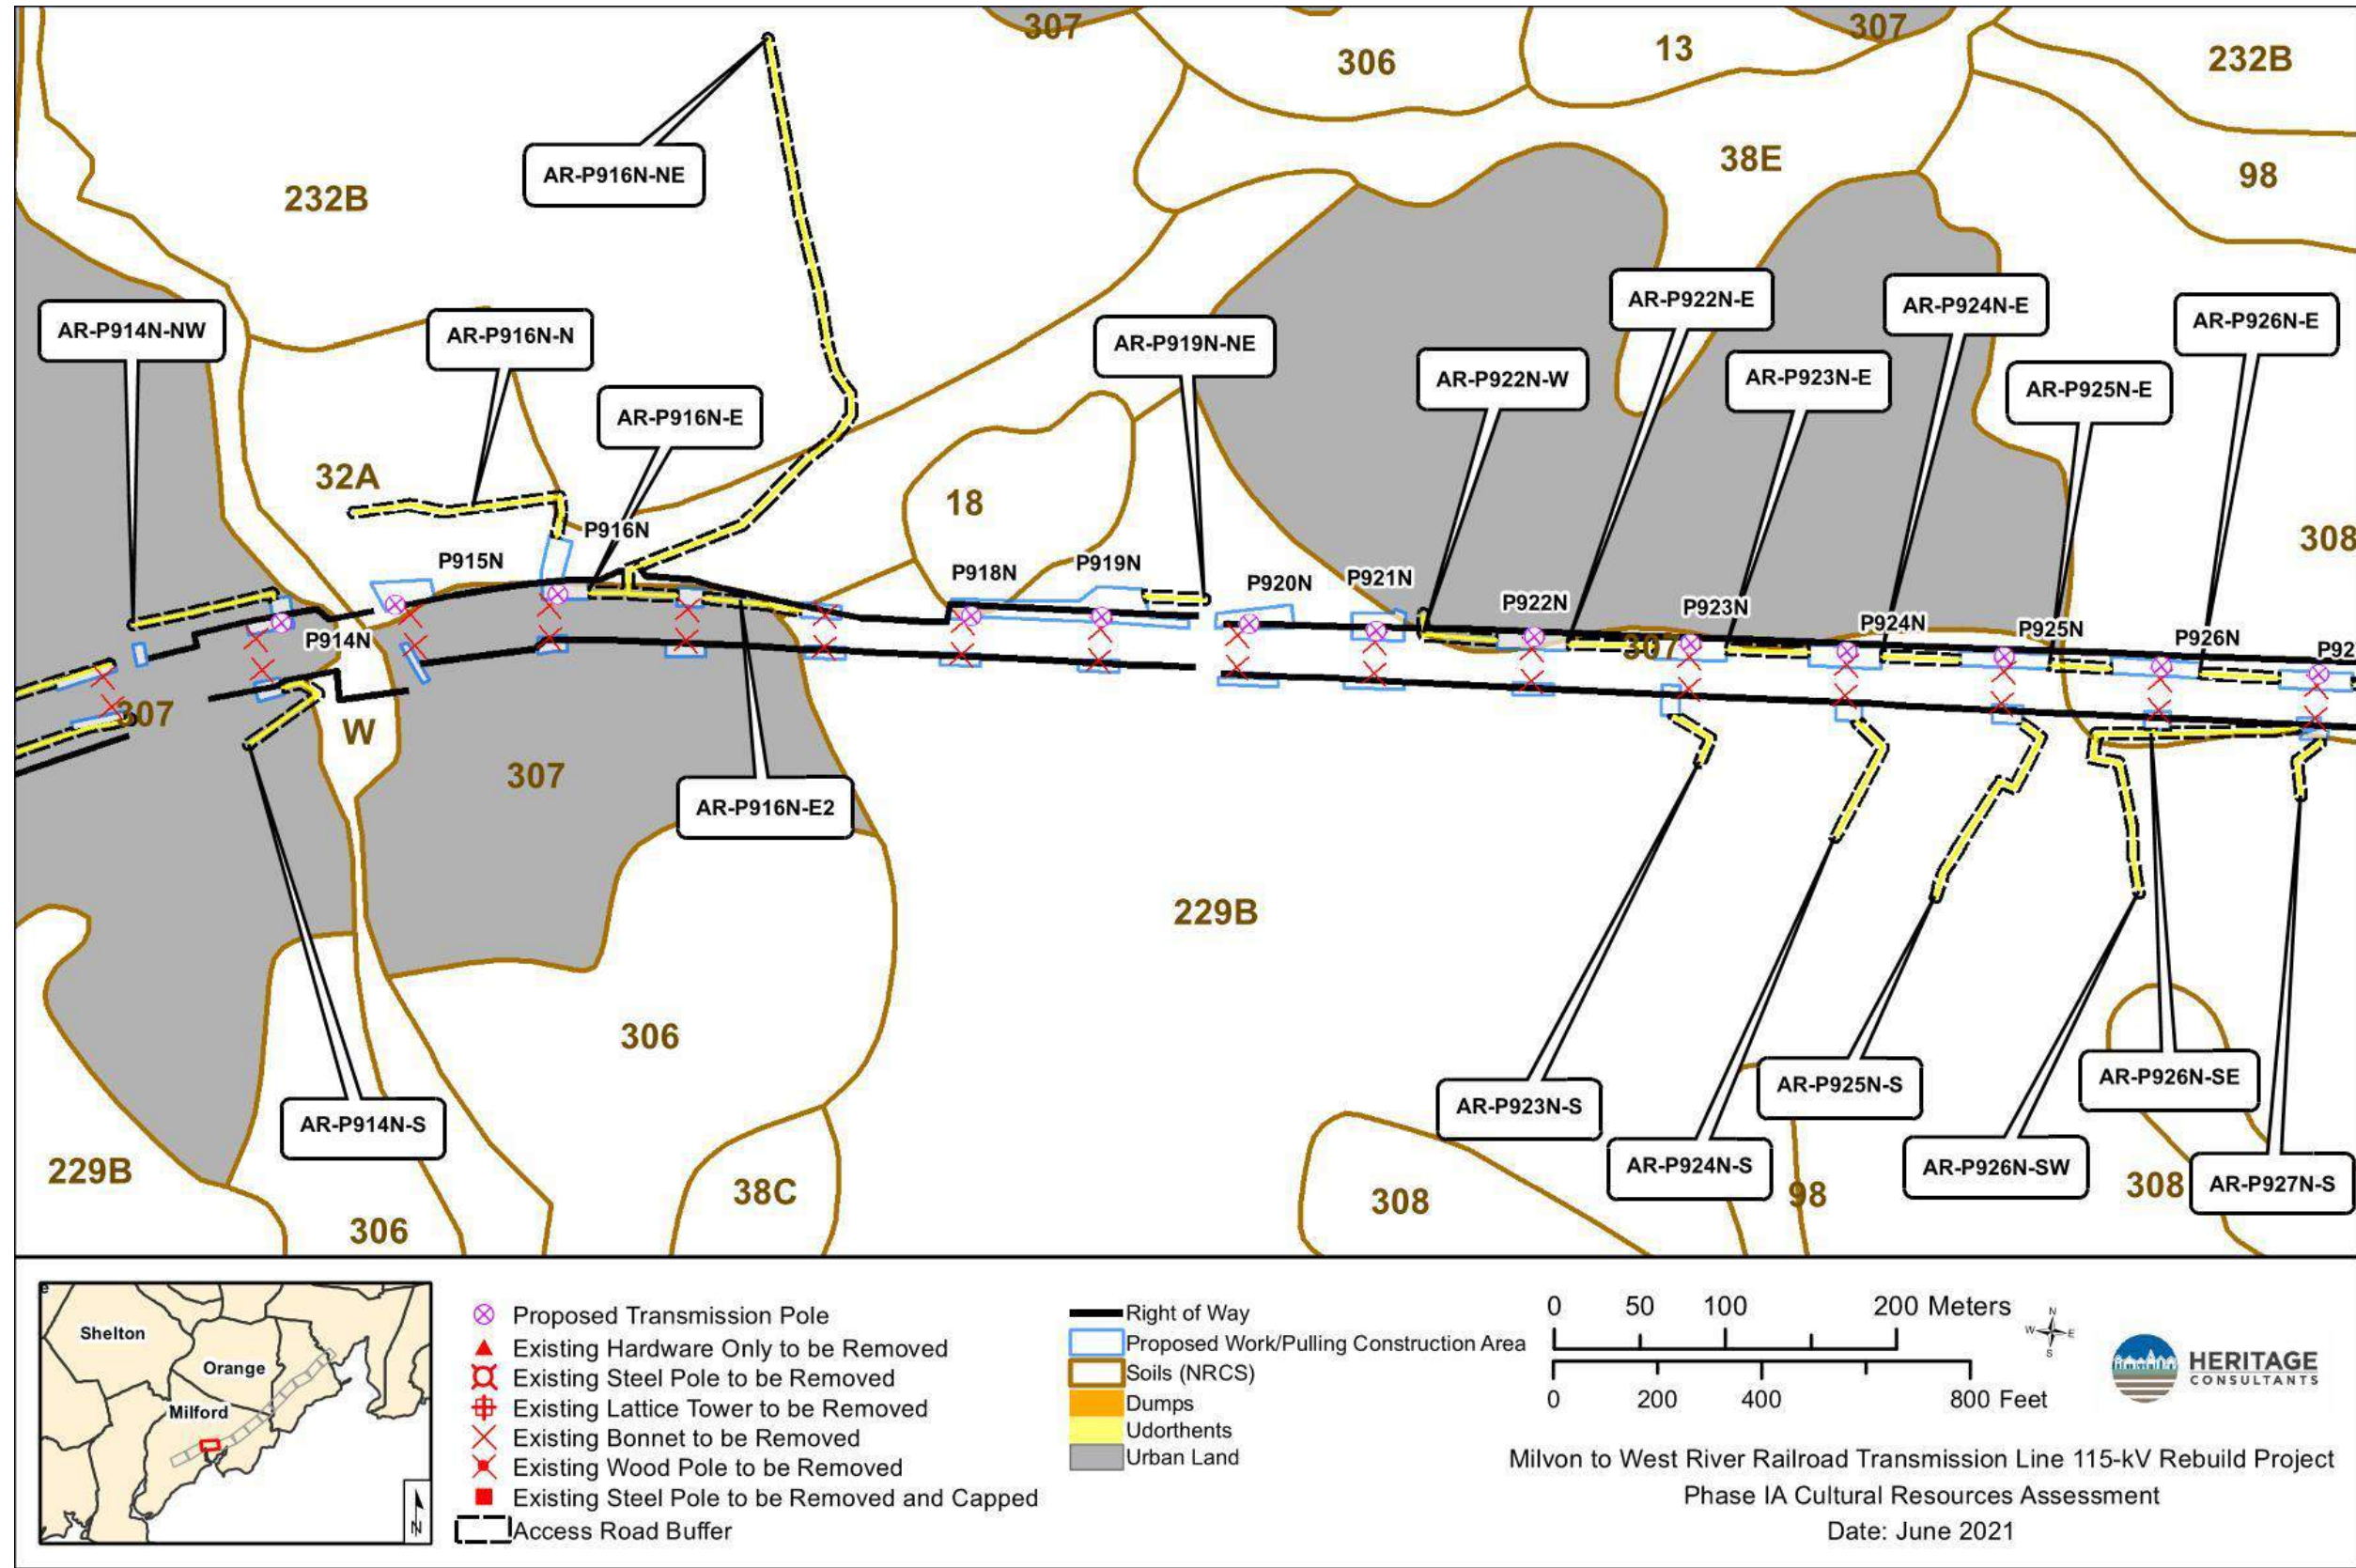 307
307
306
13
232B
38E
98
232B
AR-P916N-NE
AR-P914N-NW
AR-P916N-N
AR-P916N-E
AR-P919N-NE
AR-P922N-W
AR-P922N-E
AR-P923N-E
AR-P924N-E
AR-P925N-E
AR-P926N-E
32A
18
308
P914N
P915N
P916N
P918N
P919N
P920N
P921N
P922N
P923N
P924N
P925N
P926N
P92
307
307
W
307
AR-P916N-E2
229B
306
AR-P914N-S
AR-P923N-S
AR-P924N-S
AR-P925N-S
AR-P926N-SW
AR-P926N-SE
AR-P927N-S
229B
306
38C
308
98
308
e
Shelton
Orange
Milford
N
Proposed Transmission Pole
Existing Hardware Only to be Removed
Existing Steel Pole to be Removed
Existing Lattice Tower to be Removed
Existing Bonnet to be Removed
Existing Wood Pole to be Removed
Existing Steel Pole to be Removed and Capped
Access Road Buffer
Right of Way
Proposed Work/Pulling Construction Area
Soils (NRCS)
Dumps
Udorthents
Urban Land
0 50 100 200 Meters
0 200 400 800 Feet
N
W E
S
HERITAGE
CONSULTANTS
Milvon to West River Railroad Transmission Line 115-kV Rebuild Project
Phase IA Cultural Resources Assessment
Date: June 2021